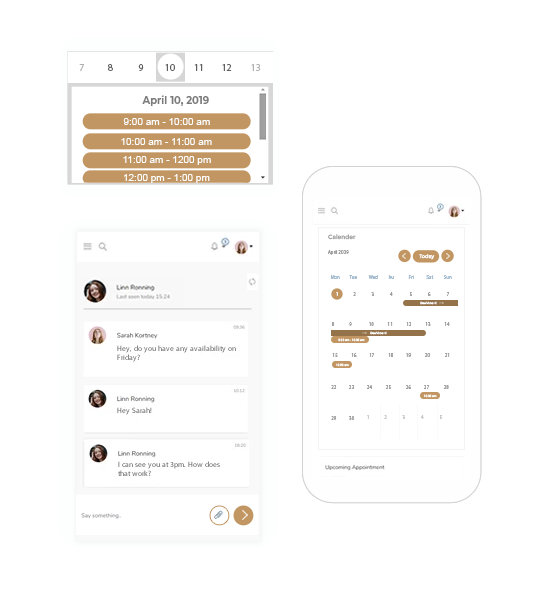 7 8 9 10 11 12 13
April 10, 2019
9:00 am - 10:00 am
10:00 am - 11:00 am
11:00 am - 1200 pm
12:00 pm - 1:00 pm
Linn Ronning
Last seen today 15:24
09:36
Sarah Kortney
Hey, do you have any availability on
Friday?
10:12
Linn Ronning
Hey Sarah!
Linn Ronning
I can see you at 3pm. How does
that work?
Say something..
Calender
April 2019
Today
Mon Tue Wed Fri Sat Sun
1 2 3 4 5 6 7
8 9 10 11 12 13 14
15 16 17 18 19 20 21
22 23 24 25 26 27 28
29 30 1 2 3 4 5
Upcoming Appointment